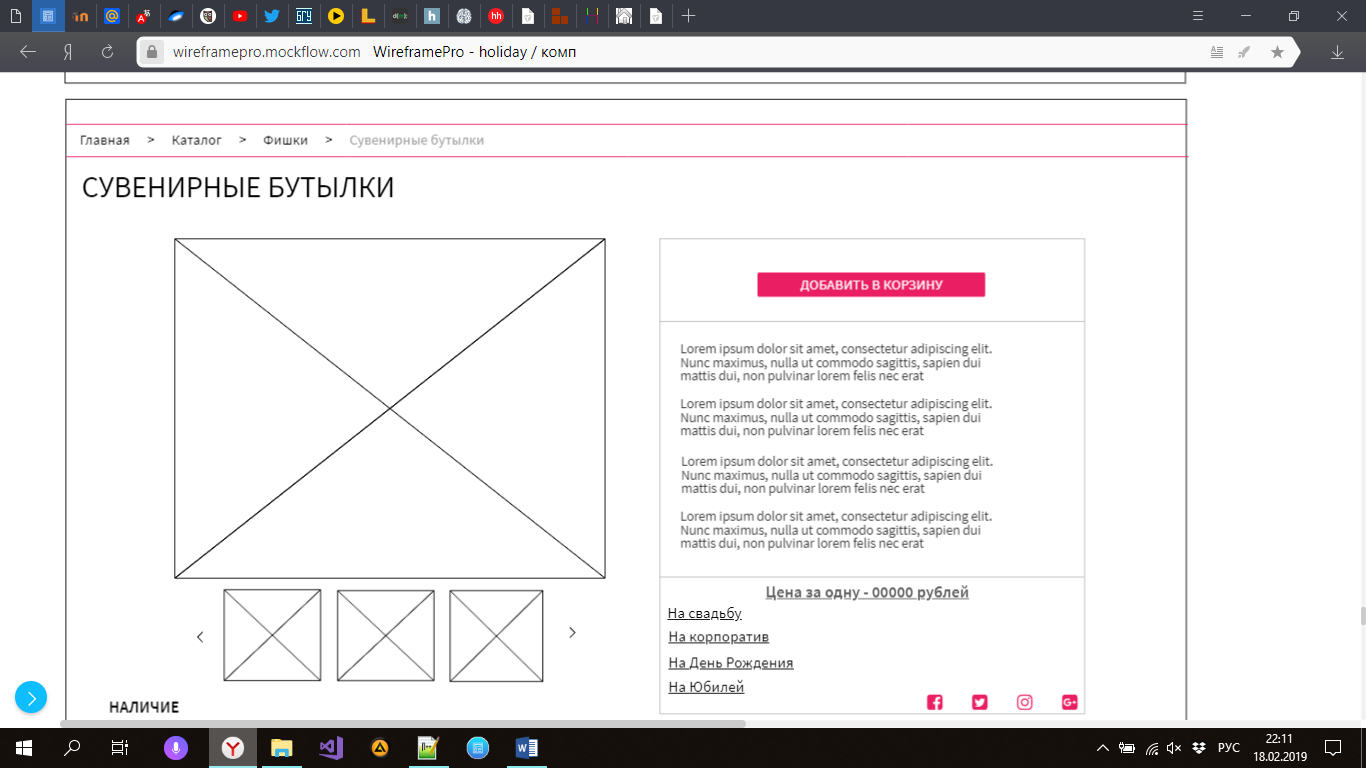 wireframepro.mockflow.com WireframePro - holiday / комп
Главная > Каталог > Фишки > Сувенирные бутылки
СУВЕНИРНЫЕ БУТЫЛКИ
ДОБАВИТЬ В КОРЗИНУ
Lorem ipsum dolor sit amet, consectetur adipiscing elit.
Nunc maximus, nulla ut commodo sagittis, sapien dui
mattis dui, non pulvinar lorem felis nec erat
Lorem ipsum dolor sit amet, consectetur adipiscing elit.
Nunc maximus, nulla ut commodo sagittis, sapien dui
mattis dui, non pulvinar lorem felis nec erat
Lorem ipsum dolor sit amet, consectetur adipiscing elit.
Nunc maximus, nulla ut commodo sagittis, sapien dui
mattis dui, non pulvinar lorem felis nec erat
Lorem ipsum dolor sit amet, consectetur adipiscing elit.
Nunc maximus, nulla ut commodo sagittis, sapien dui
mattis dui, non pulvinar lorem felis nec erat
Цена за одну - 00000 рублей
На свадьбу
На корпоратив
На День Рождения
На Юбилей
НАЛИЧИЕ
РУС
22:11
18.02.2019